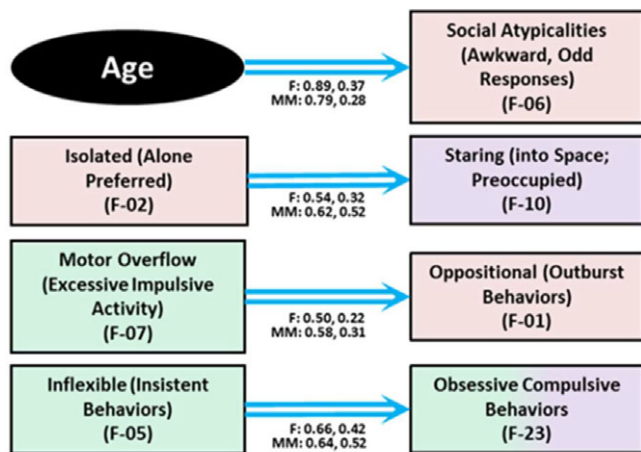 Age
F: 0.89, 0.37
MM: 0.79, 0.28
Social Atypicalities
(Awkward, Odd
Responses)
(F-06)
Isolated (Alone
Preferred)
(F-02)
F: 0.54, 0.32
MM: 0.62, 0.52
Staring (into Space;
Preoccupied)
(F-10)
Motor Overflow
(Excessive Impulsive
Activity)
(F-07)
F: 0.50, 0.22
MM: 0.58, 0.31
Oppositional (Outburst
Behaviors)
(F-01)
Inflexible (Insistent
Behaviors)
(F-05)
F: 0.66, 0.42
MM: 0.64, 0.52
Obsessive Compulsive
Behaviors
(F-23)